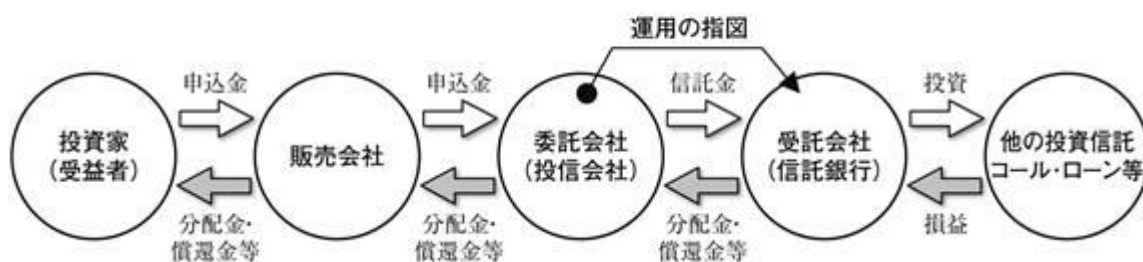 運用の指図
申込金
申込金
信託金
投資
投資家
(受益者)
販売会社
委託会社
(投信会社)
受託会社
(信託銀行)
他の投資信託
コール・ローン等
分配金・
償還金等
分配金・
償還金等
分配金・
償還金等
損益